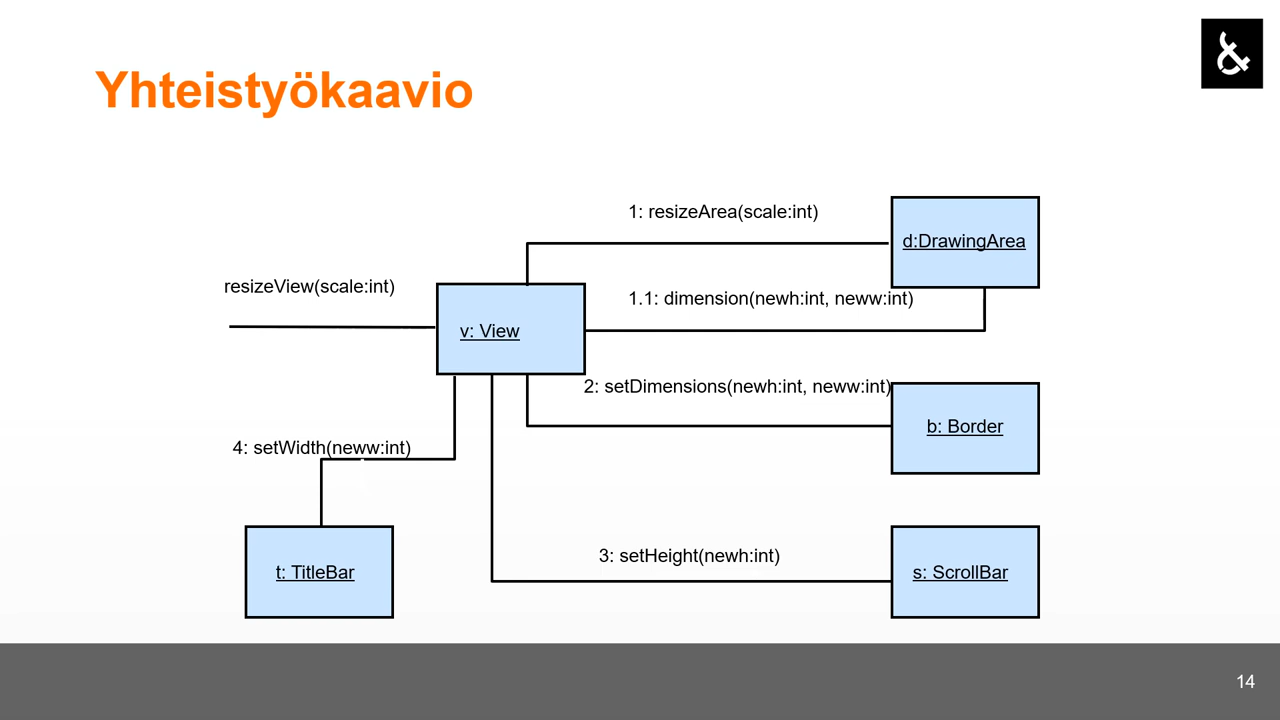 Yhteistyökaavio
&
1: resizeArea(scale:int)
d:DrawingArea
resizeView(scale:int)
1.1: dimension(newh:int, neww:int)
v: View
2: setDimensions(newh:int, neww:int)
b: Border
4: setWidth(neww:int)
3: setHeight(newh:int)
t: TitleBar
s: ScrollBar
14